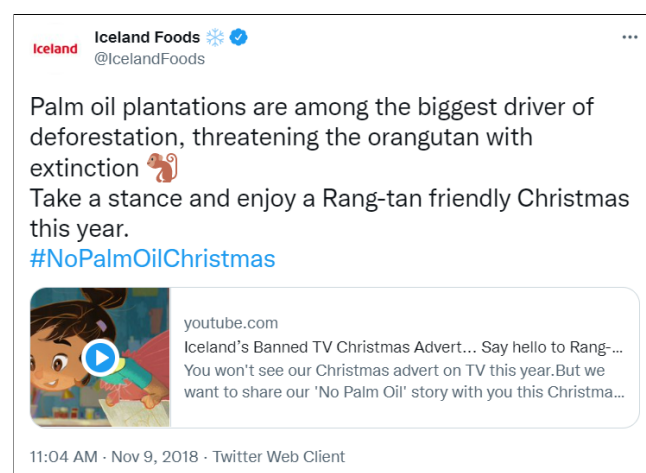 Iceland
Iceland Foods ❄️
@IcelandFoods
Palm oil plantations are among the biggest driver of
deforestation, threatening the orangutan with
extinction 🐒
Take a stance and enjoy a Rang-tan friendly Christmas
this year.
#NoPalmOilChristmas
youtube.com
Iceland's Banned TV Christmas Advert... Say hello to Rang-...
You won't see our Christmas advert on TV this year.But we
want to share our 'No Palm Oil' story with you this Christma...
11:04 AM · Nov 9, 2018 · Twitter Web Client